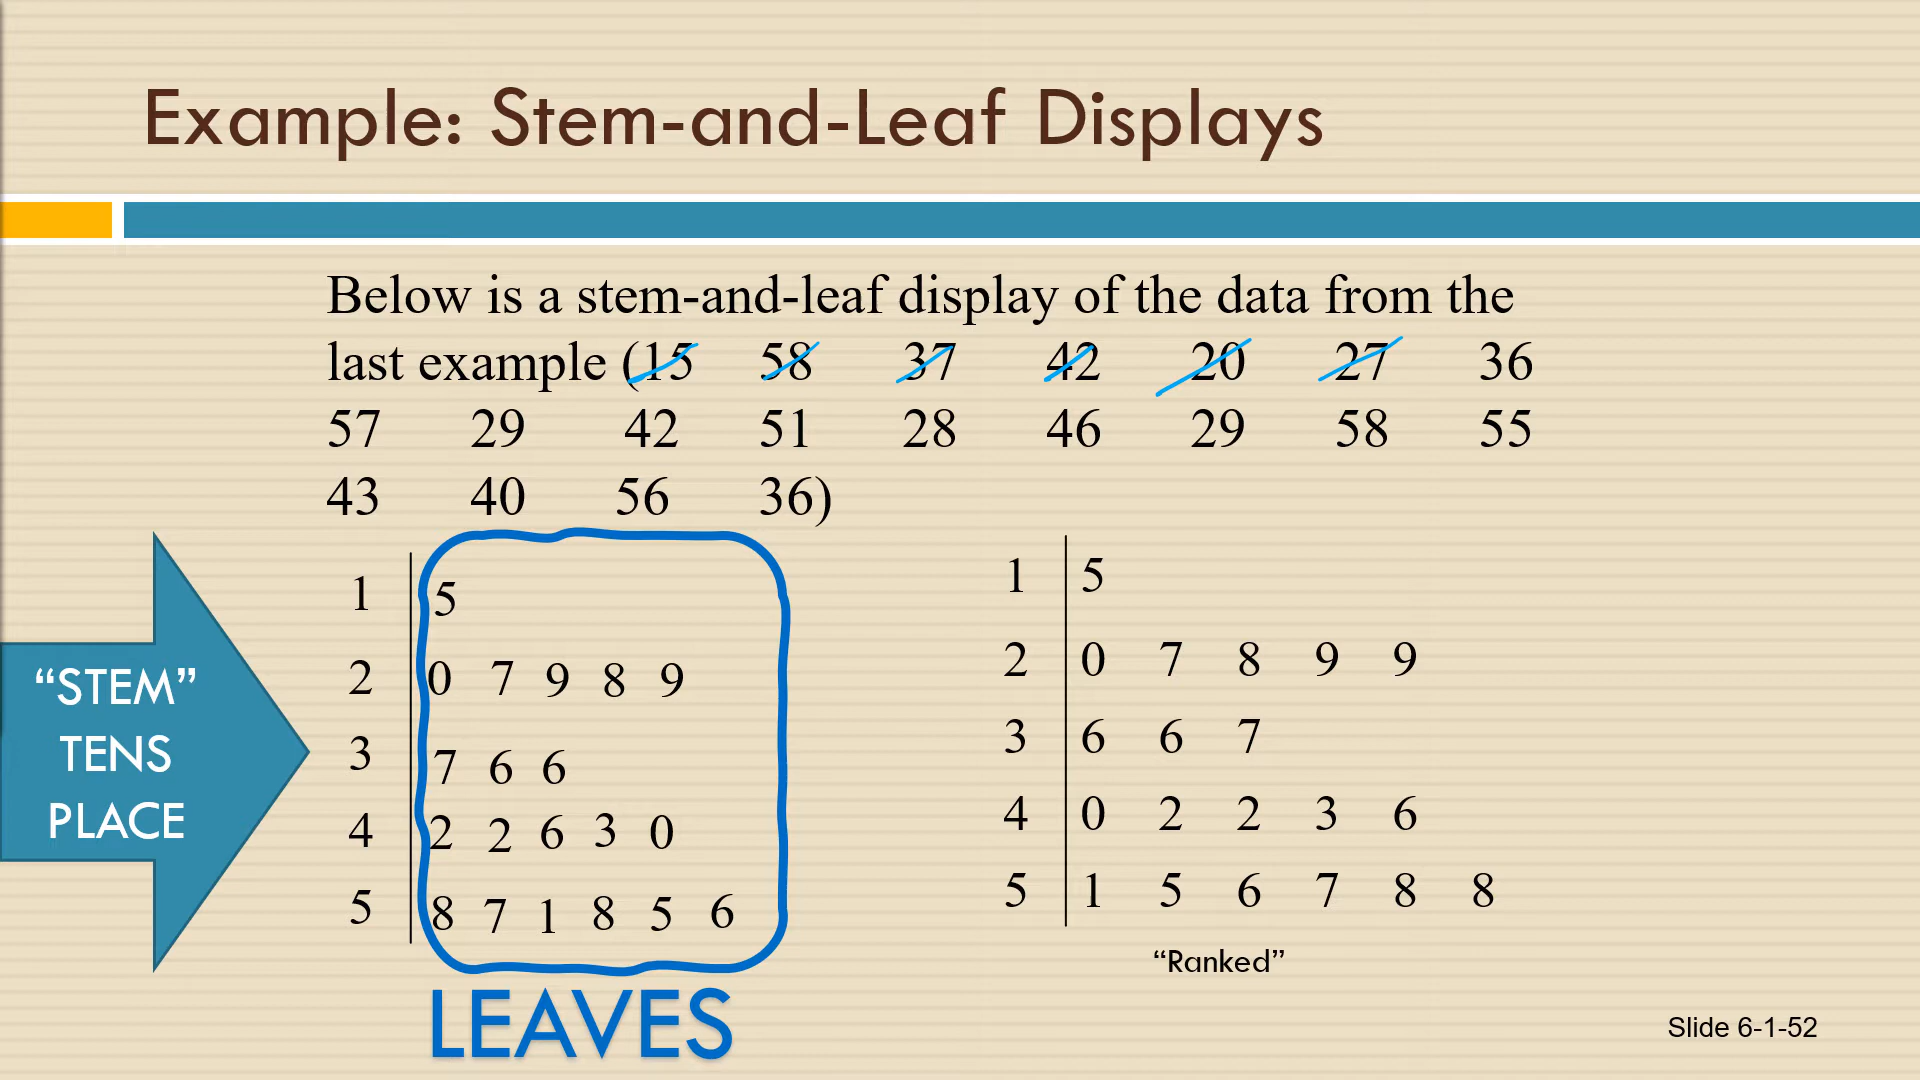 Example: Stem-and-Leaf Displays
Below is a stem-and-leaf display of the data from the
last example (15 58 37 42 20 27 36
57 29 42 51 28 46 29 58 55
43 40 56 36)
“STEM”
TENS
PLACE
1 5
2 0 7 9 8 9
3 7 6 6
4 2 2 6 3 0
5 8 7 1 8 5 6
LEAVES
1 5
2 0 7 8 9 9
3 6 6 7
4 0 2 2 3 6
5 1 5 6 7 8 8
“Ranked”
Slide 6-1-52